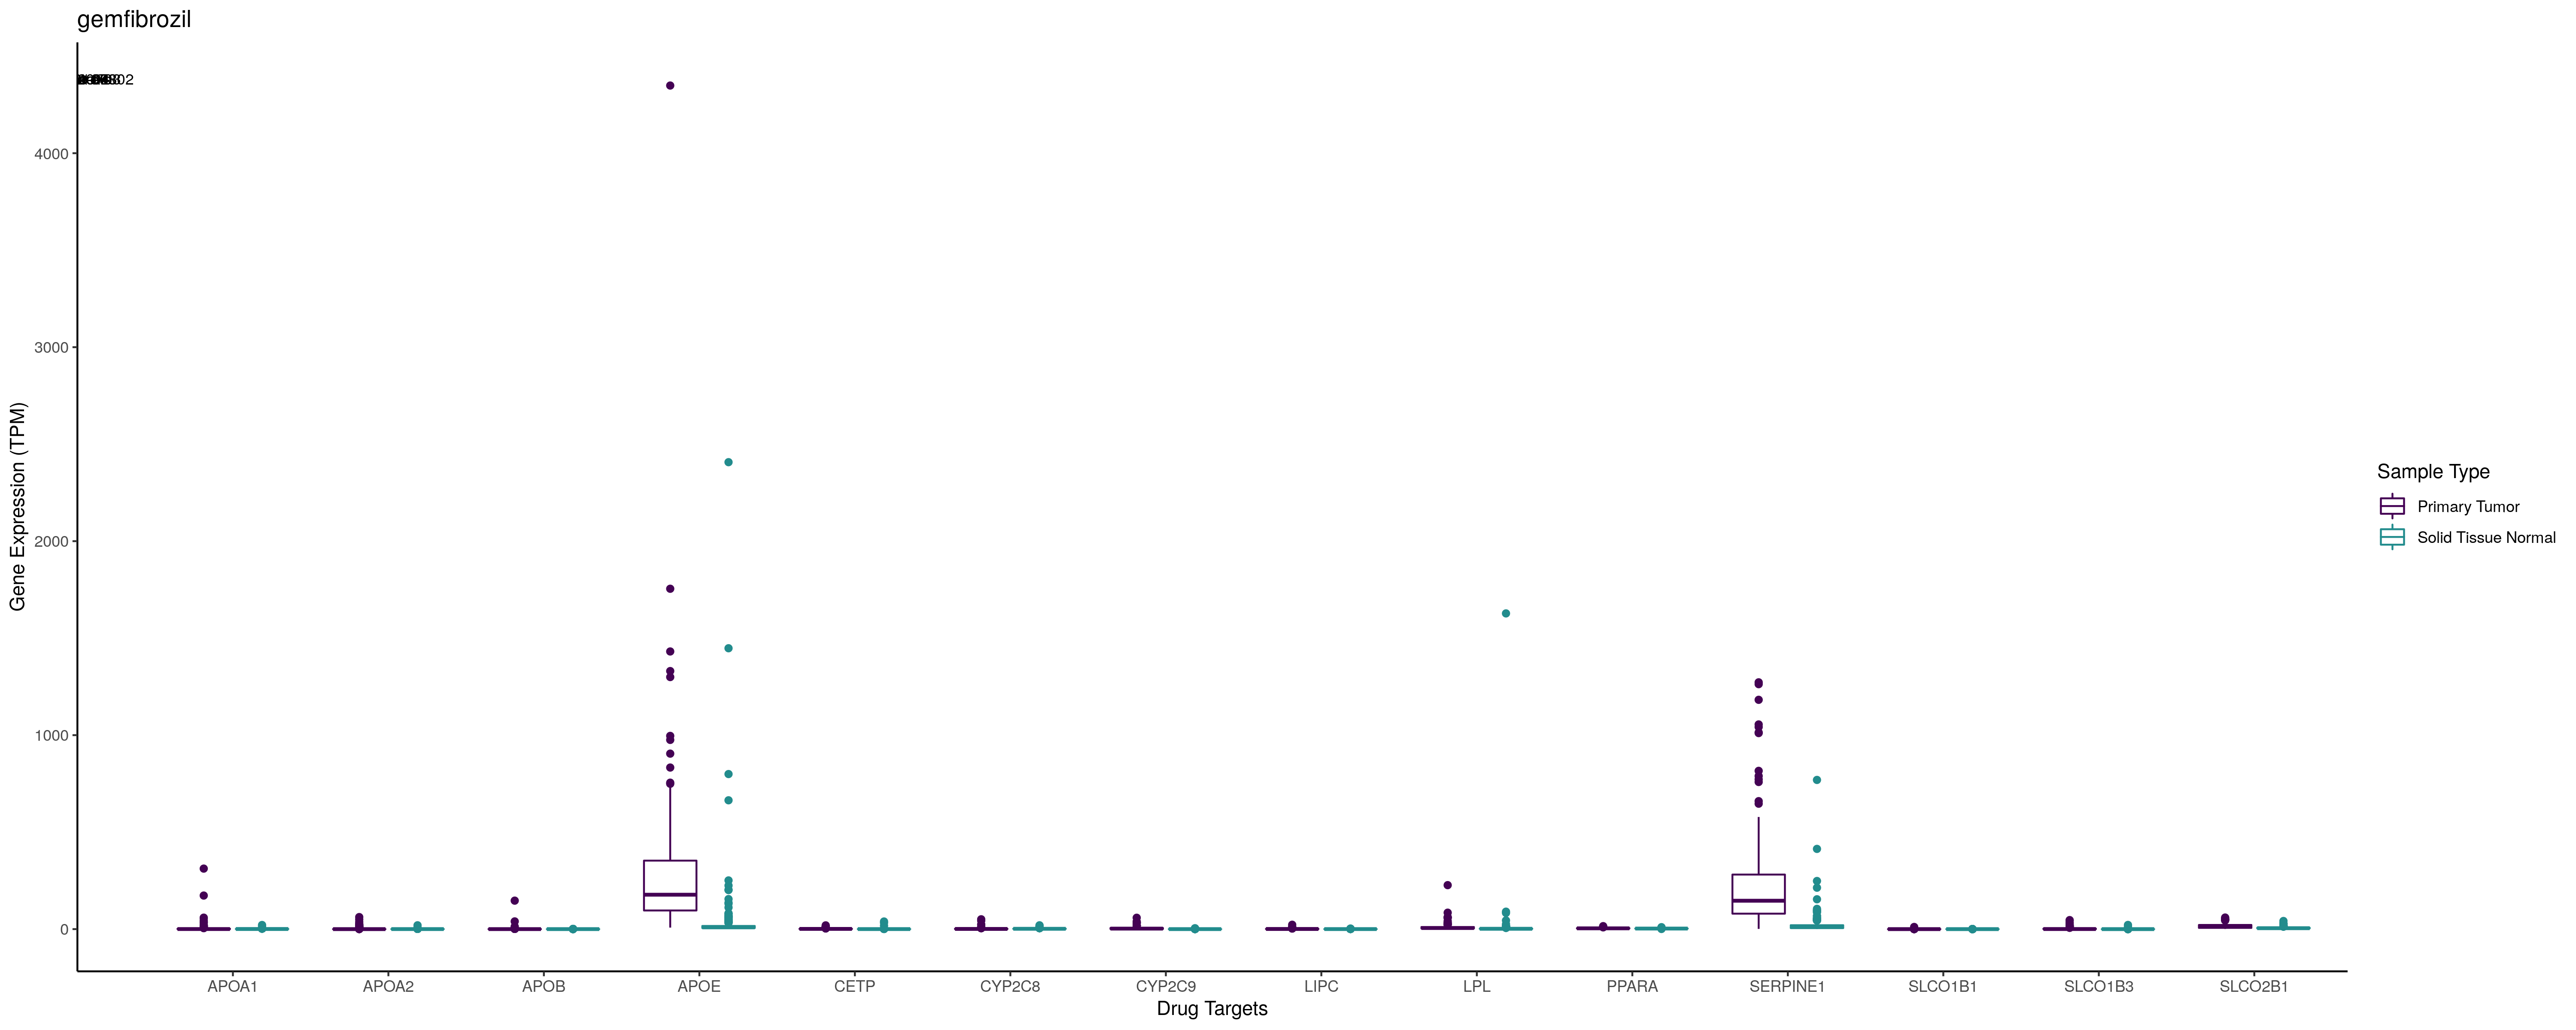 gemfibrozil
4000
3000
2000
1000
0
Gene Expression (TPM)
APOA1 APOA2 APOB APOE CETP CYP2C8 CYP2C9 LIPC LPL PPARA SERPINE1 SLCO1B1 SLCO1B3 SLCO2B1
Drug Targets
Sample Type
Primary Tumor
Solid Tissue Normal